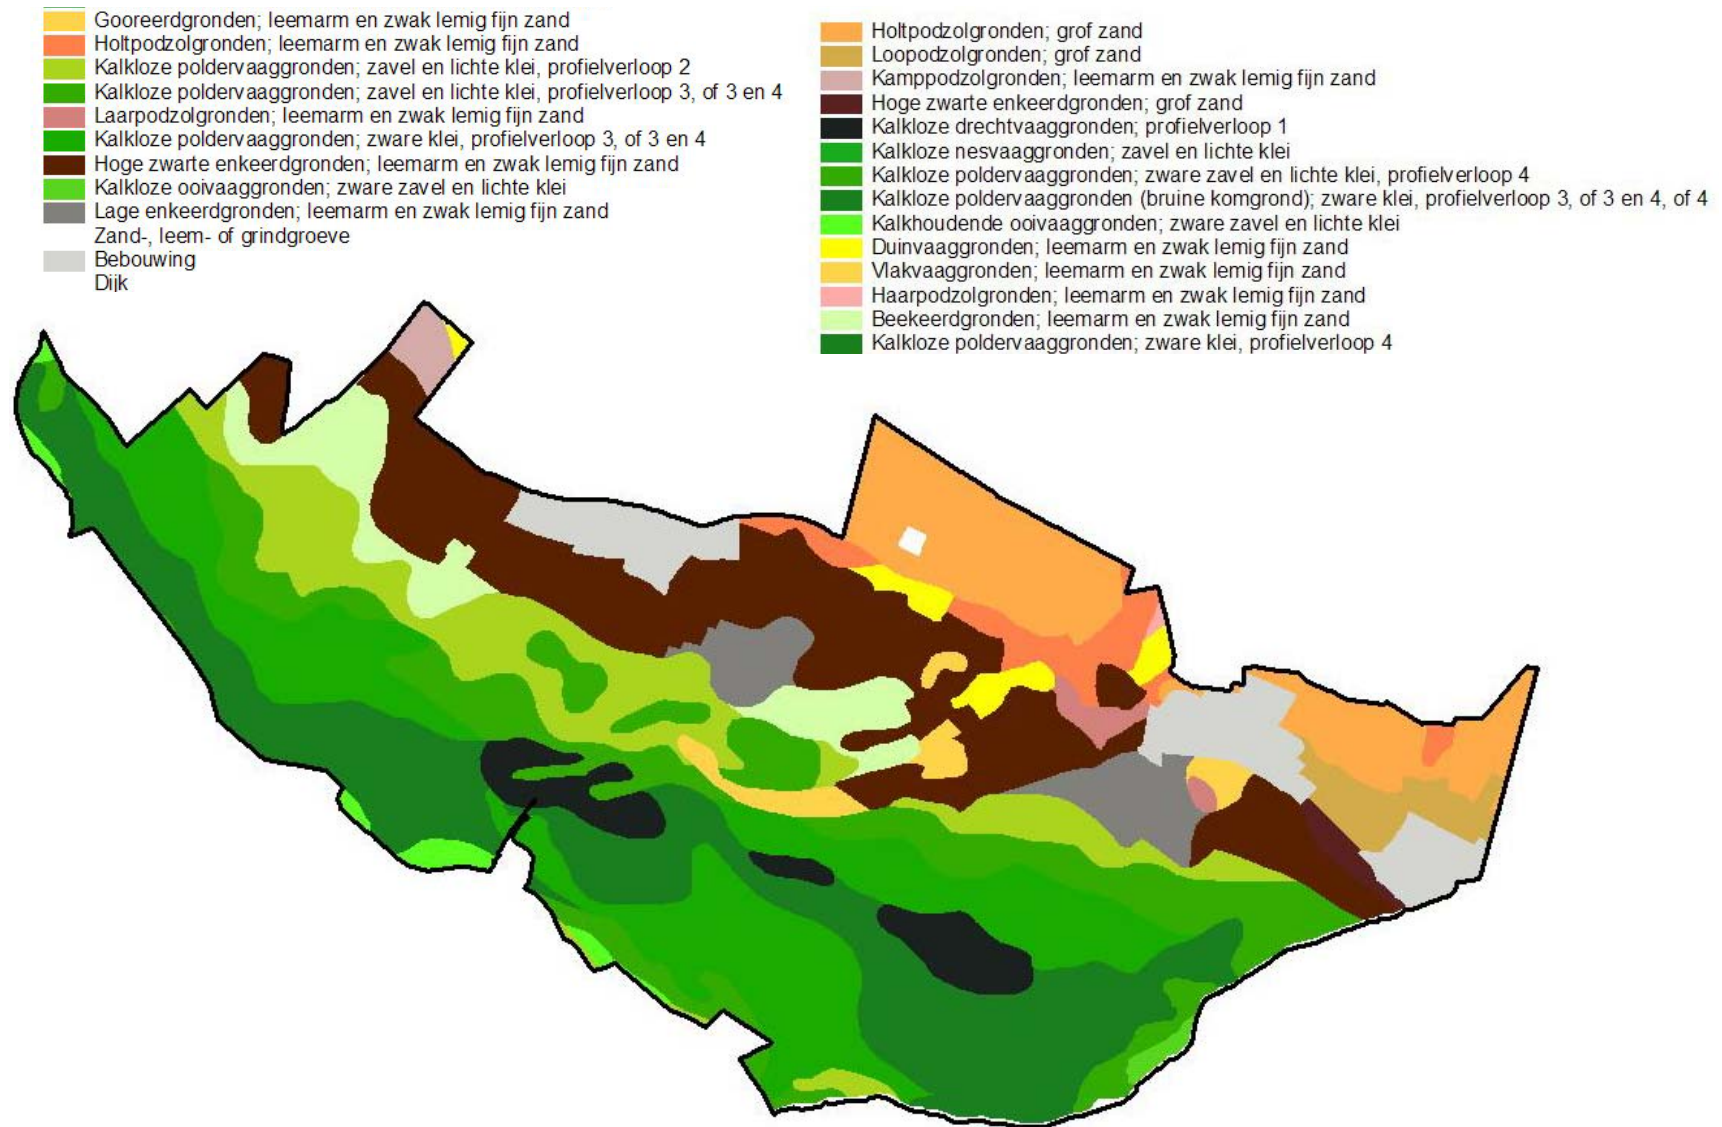 Gooreerdgronden; leemarm en zwak lemig fijn zand
Holtpodzolgronden; leemarm en zwak lemig fijn zand
Kalkloze poldervaaggronden; zavel en lichte klei, profielverloop 2
Kalkloze poldervaaggronden; zavel en lichte klei, profielverloop 3, of 3 en 4
Laarpodzolgronden; leemarm en zwak lemig fijn zand
Kalkloze poldervaaggronden; zware klei, profielverloop 3, of 3 en 4
Hoge zwarte enkeerdgronden; leemarm en zwak lemig fijn zand
Kalkloze ooivaaggronden; zware zavel en lichte klei
Lage enkeerdgronden; leemarm en zwak lemig fijn zand
Zand-, leem- of grindgroeve
Bebouwing
Dijk
Holtpodzolgronden; grof zand
Loopodzolgronden; grof zand
Kamppodzolgronden; leemarm en zwak lemig fijn zand
Hoge zwarte enkeerdgronden; grof zand
Kalkloze drechtvaaggronden; profielverloop 1
Kalkloze nesvaaggronden; zavel en lichte klei
Kalkloze poldervaaggronden; zware zavel en lichte klei, profielverloop 4
Kalkloze poldervaaggronden (bruine komgrond); zware klei, profielverloop 3, of 3 en 4, of 4
Kalkhoudende ooivaaggronden; zware zavel en lichte klei
Duinvaaggronden; leemarm en zwak lemig fijn zand
Vlakvaaggronden; leemarm en zwak lemig fijn zand
Haarpodzolgronden; leemarm en zwak lemig fijn zand
Beekeerdgronden; leemarm en zwak lemig fijn zand
Kalkloze poldervaaggronden; zware klei, profielverloop 4